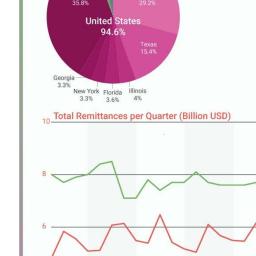 35.8%
29.2%
United States
94.6%
Texas
15.4%
Georgia
3.3%
New York
3.3%
Florida
3.6%
Illinois
4%
Total Remittances per Quarter (Billion USD)
10
8
6